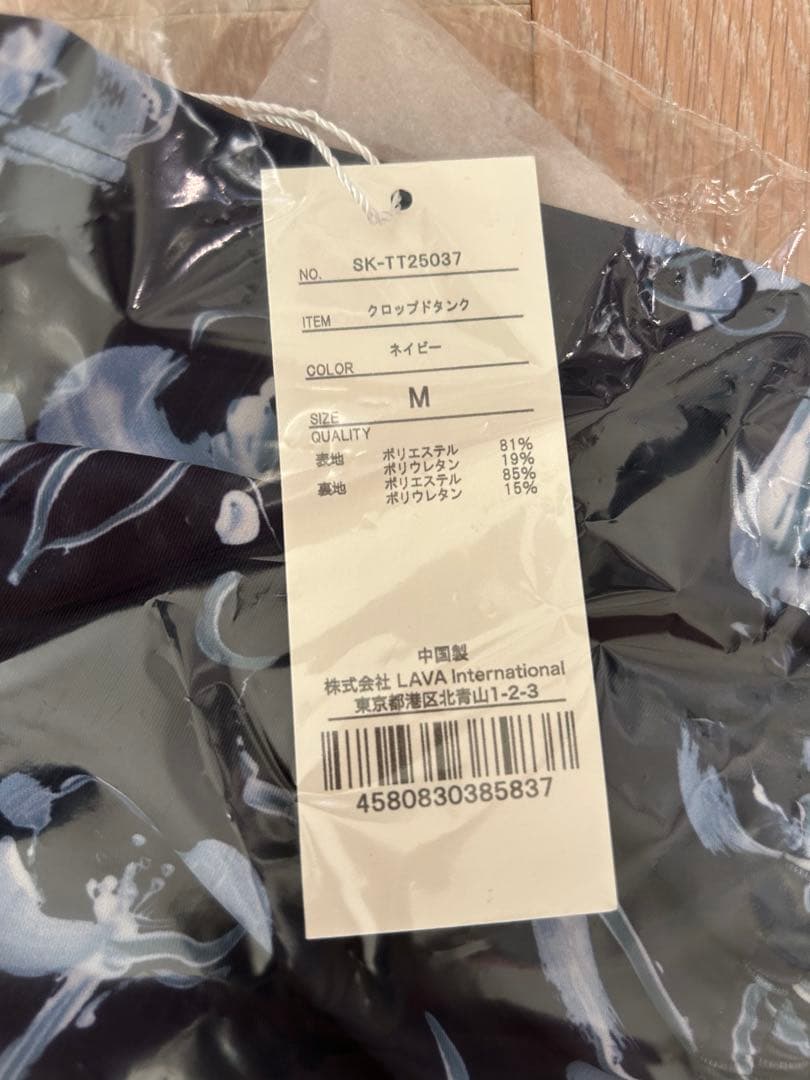 NO. SK-TT25037
ITEM クロップドタンク
COLOR ネイビー
SIZE M
QUALITY
表地 ポリエステル 81%
ポリウレタン 19%
裏地 ポリエステル 85%
ポリウレタン 15%
中国製
株式会社 LAVA International
東京都港区北青山1-2-3
4580830385837